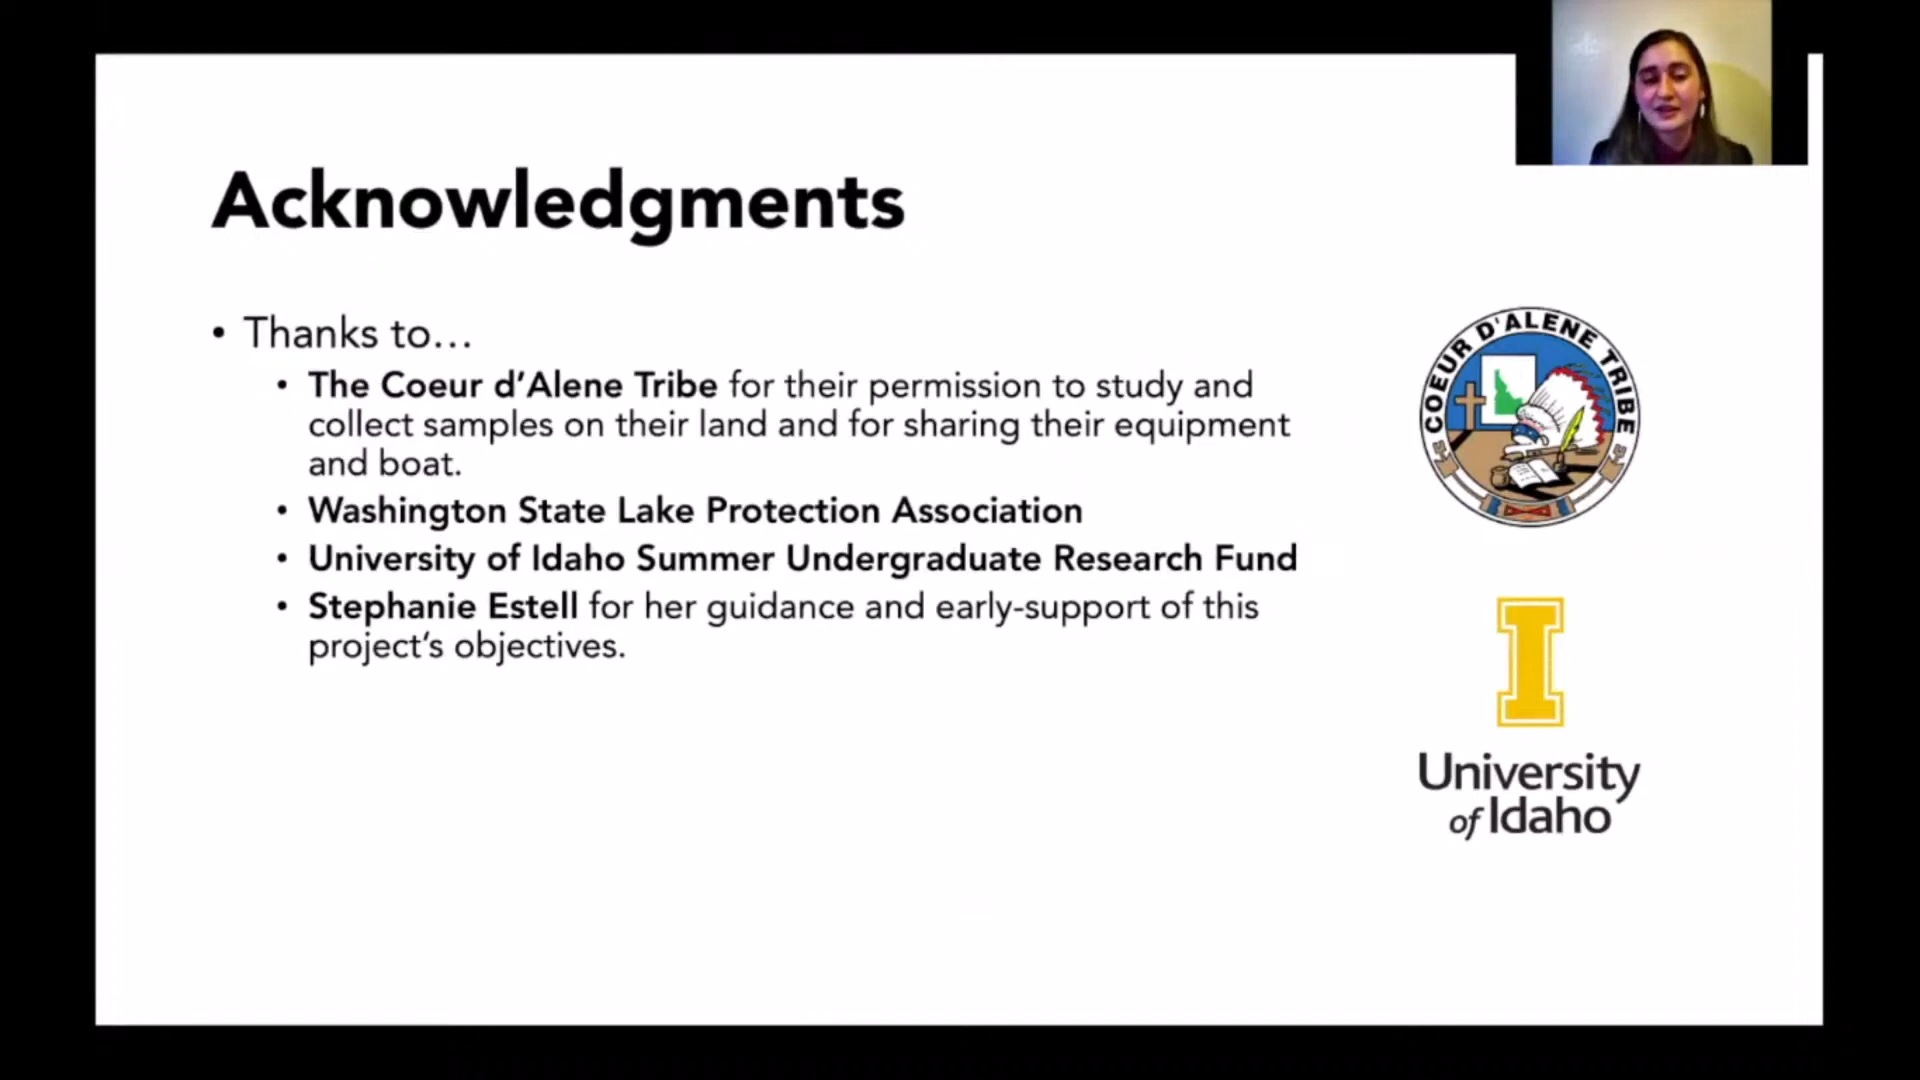 Acknowledgments
• Thanks to...
• The Coeur d’Alene Tribe for their permission to study and
collect samples on their land and for sharing their equipment
and boat.
• Washington State Lake Protection Association
• University of Idaho Summer Undergraduate Research Fund
• Stephanie Estell for her guidance and early-support of this
project‘s objectives.
COEUR D'ALENE TRIBE
I
University
of Idaho